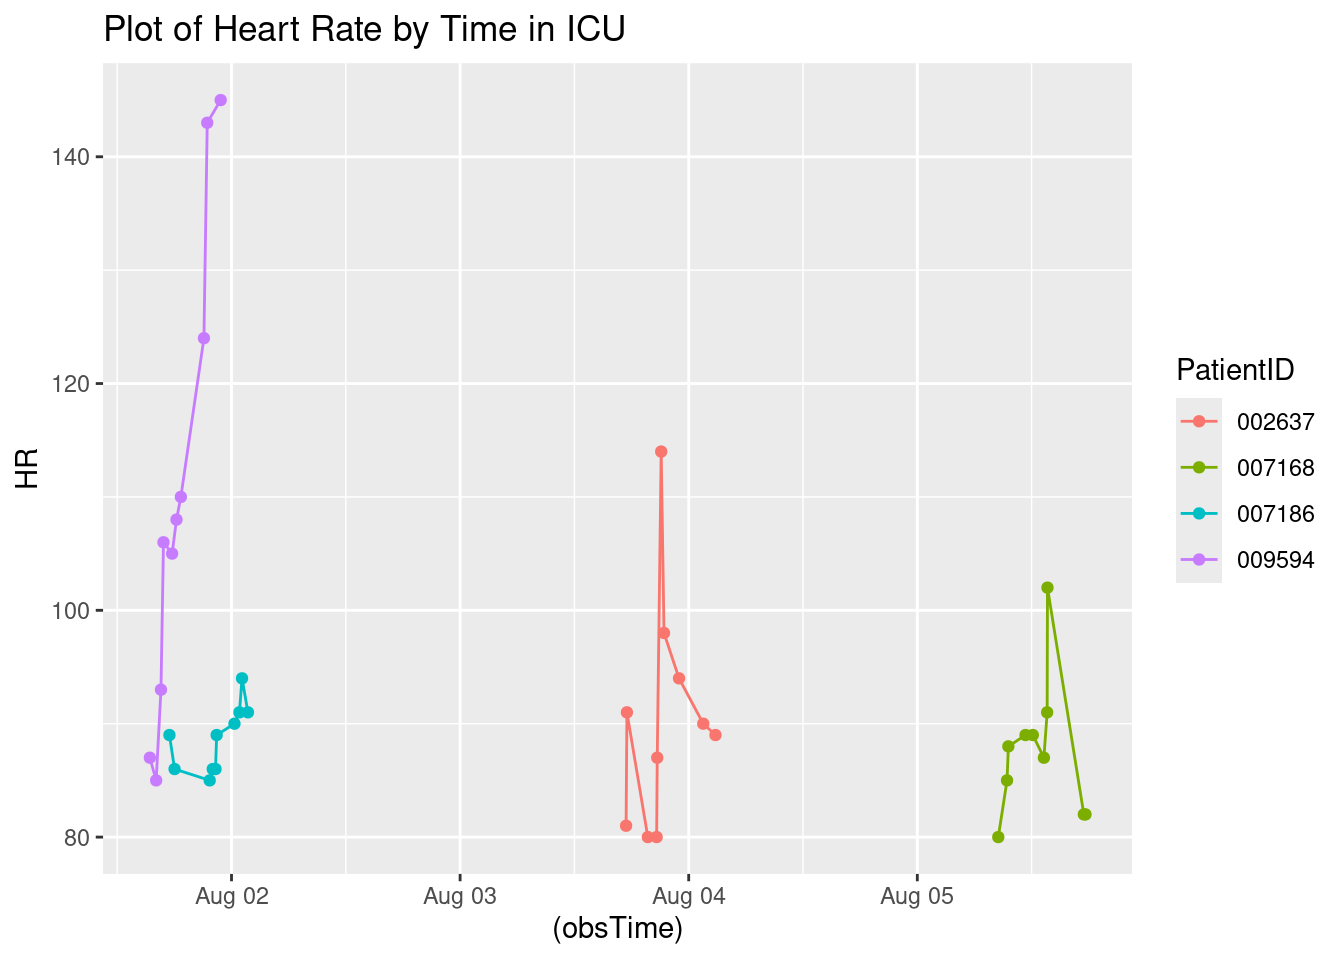 Plot of Heart Rate by Time in ICU
HR
140
120
100
80
Aug 02
Aug 03
Aug 04
Aug 05
(obsTime)
PatientID
002637
007168
007186
009594